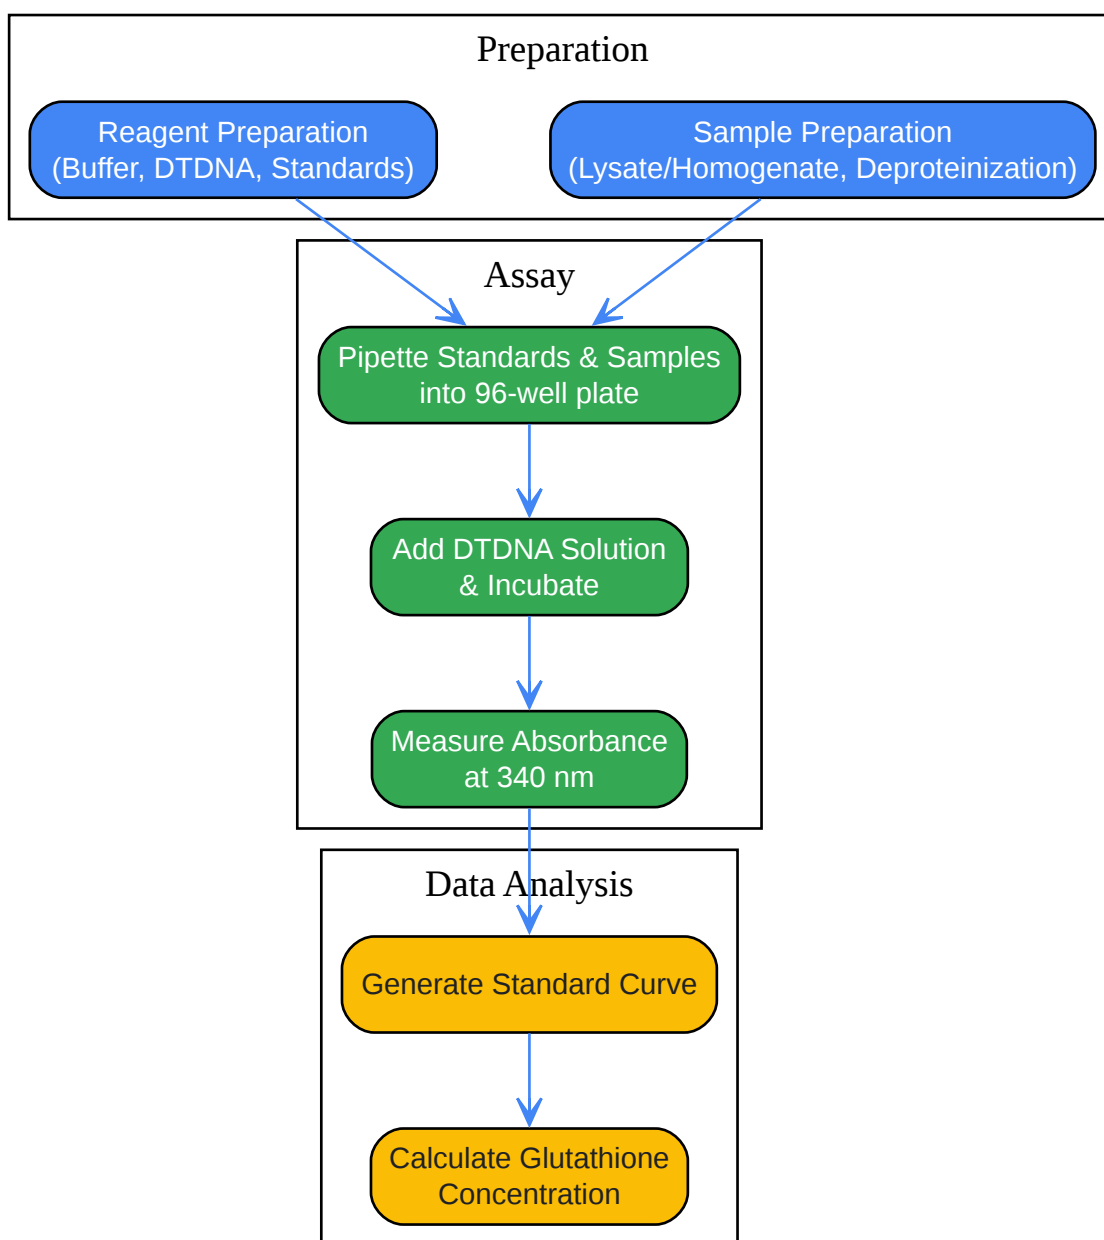 Preparation
Reagent Preparation
(Buffer, DTDNA, Standards)
Sample Preparation
(Lysate/Homogenate, Deproteinization)
Assay
Pipette Standards & Samples
into 96-well plate
Add DTDNA Solution
& Incubate
Measure Absorbance
at 340 nm
Data Analysis
Generate Standard Curve
Calculate Glutathione
Concentration